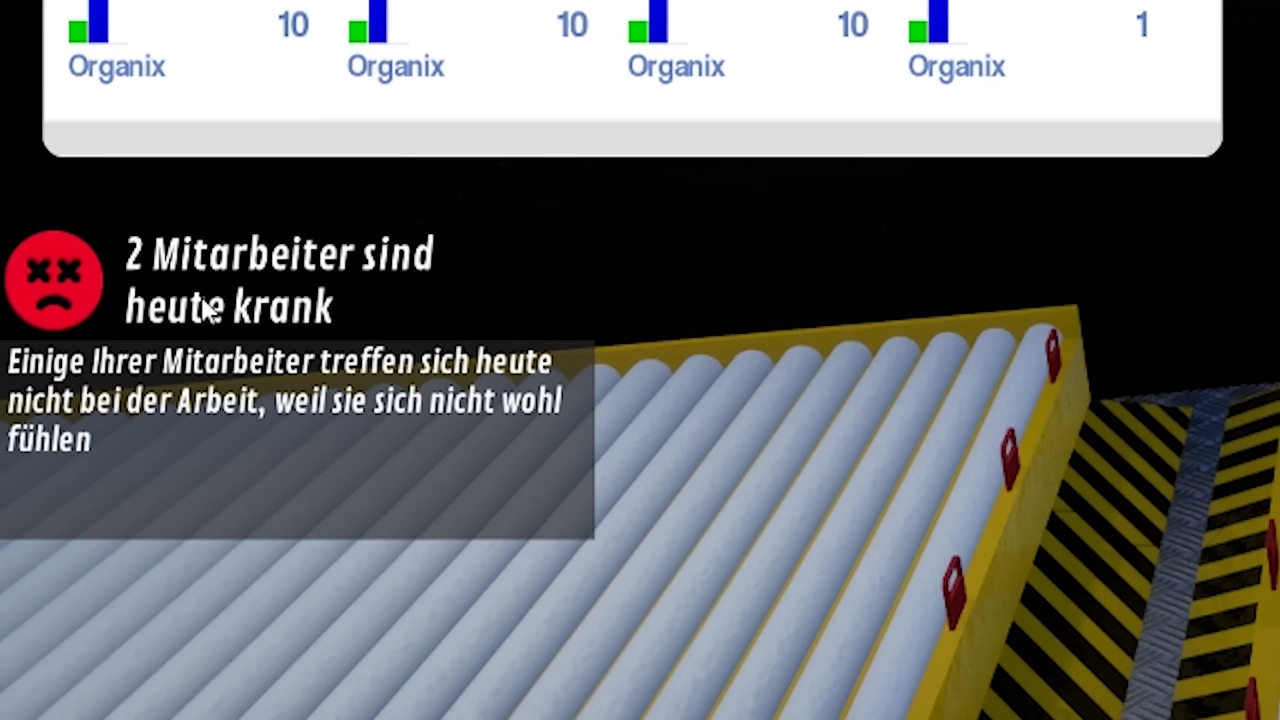 10 10 10 1
Organix Organix Organix Organix
2 Mitarbeiter sind
heute krank
Einige Ihrer Mitarbeiter treffen sich heute
nicht bei der Arbeit, weil sie sich nicht wohl
fühlen